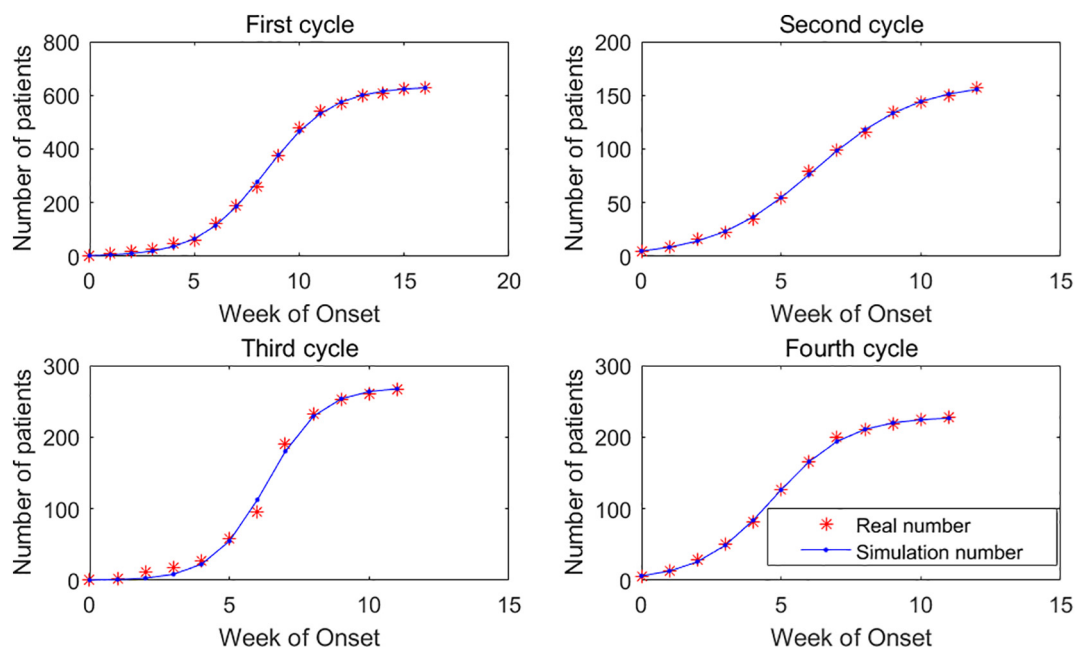 First cycle
800
600
400
200
0
Number of patients
0 5 10 15 20
Week of Onset
Second cycle
200
150
100
50
0
Number of patients
0 5 10 15
Week of Onset
Third cycle
300
200
100
0
Number of patients
0 5 10 15
Week of Onset
Fourth cycle
300
200
100
0
Number of patients
Real number
Simulation number
0 5 10 15
Week of Onset